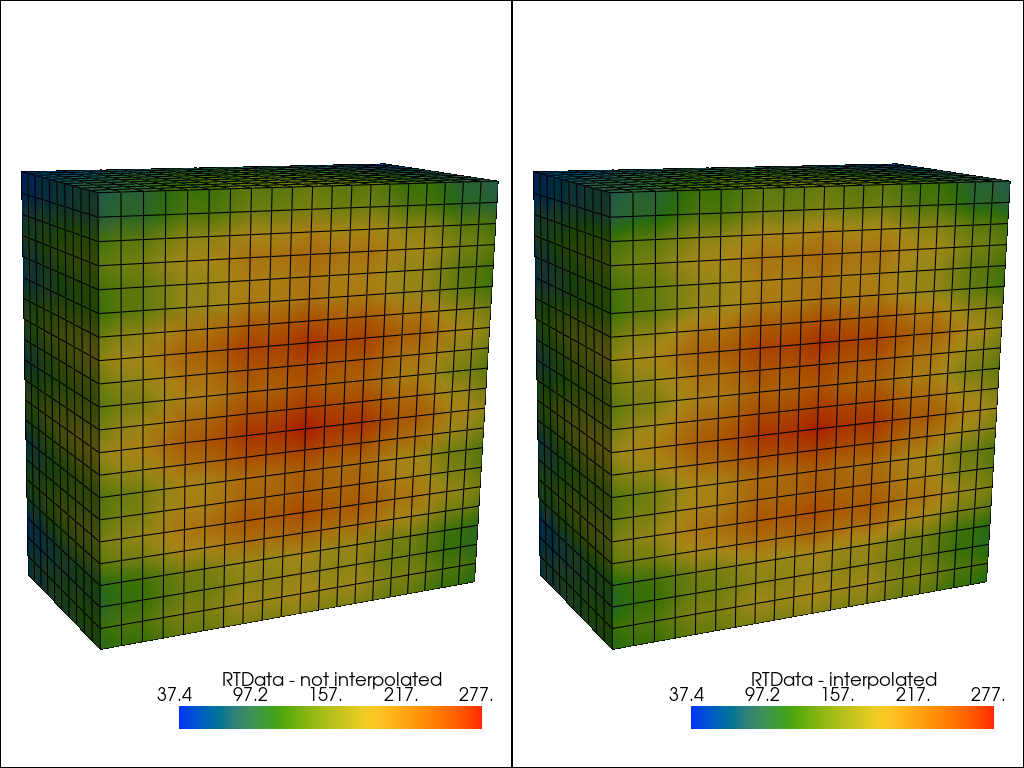 RTData - not interpolated
37.4 97.2 157. 217. 277.
RTData - interpolated
37.4 97.2 157. 217. 277.